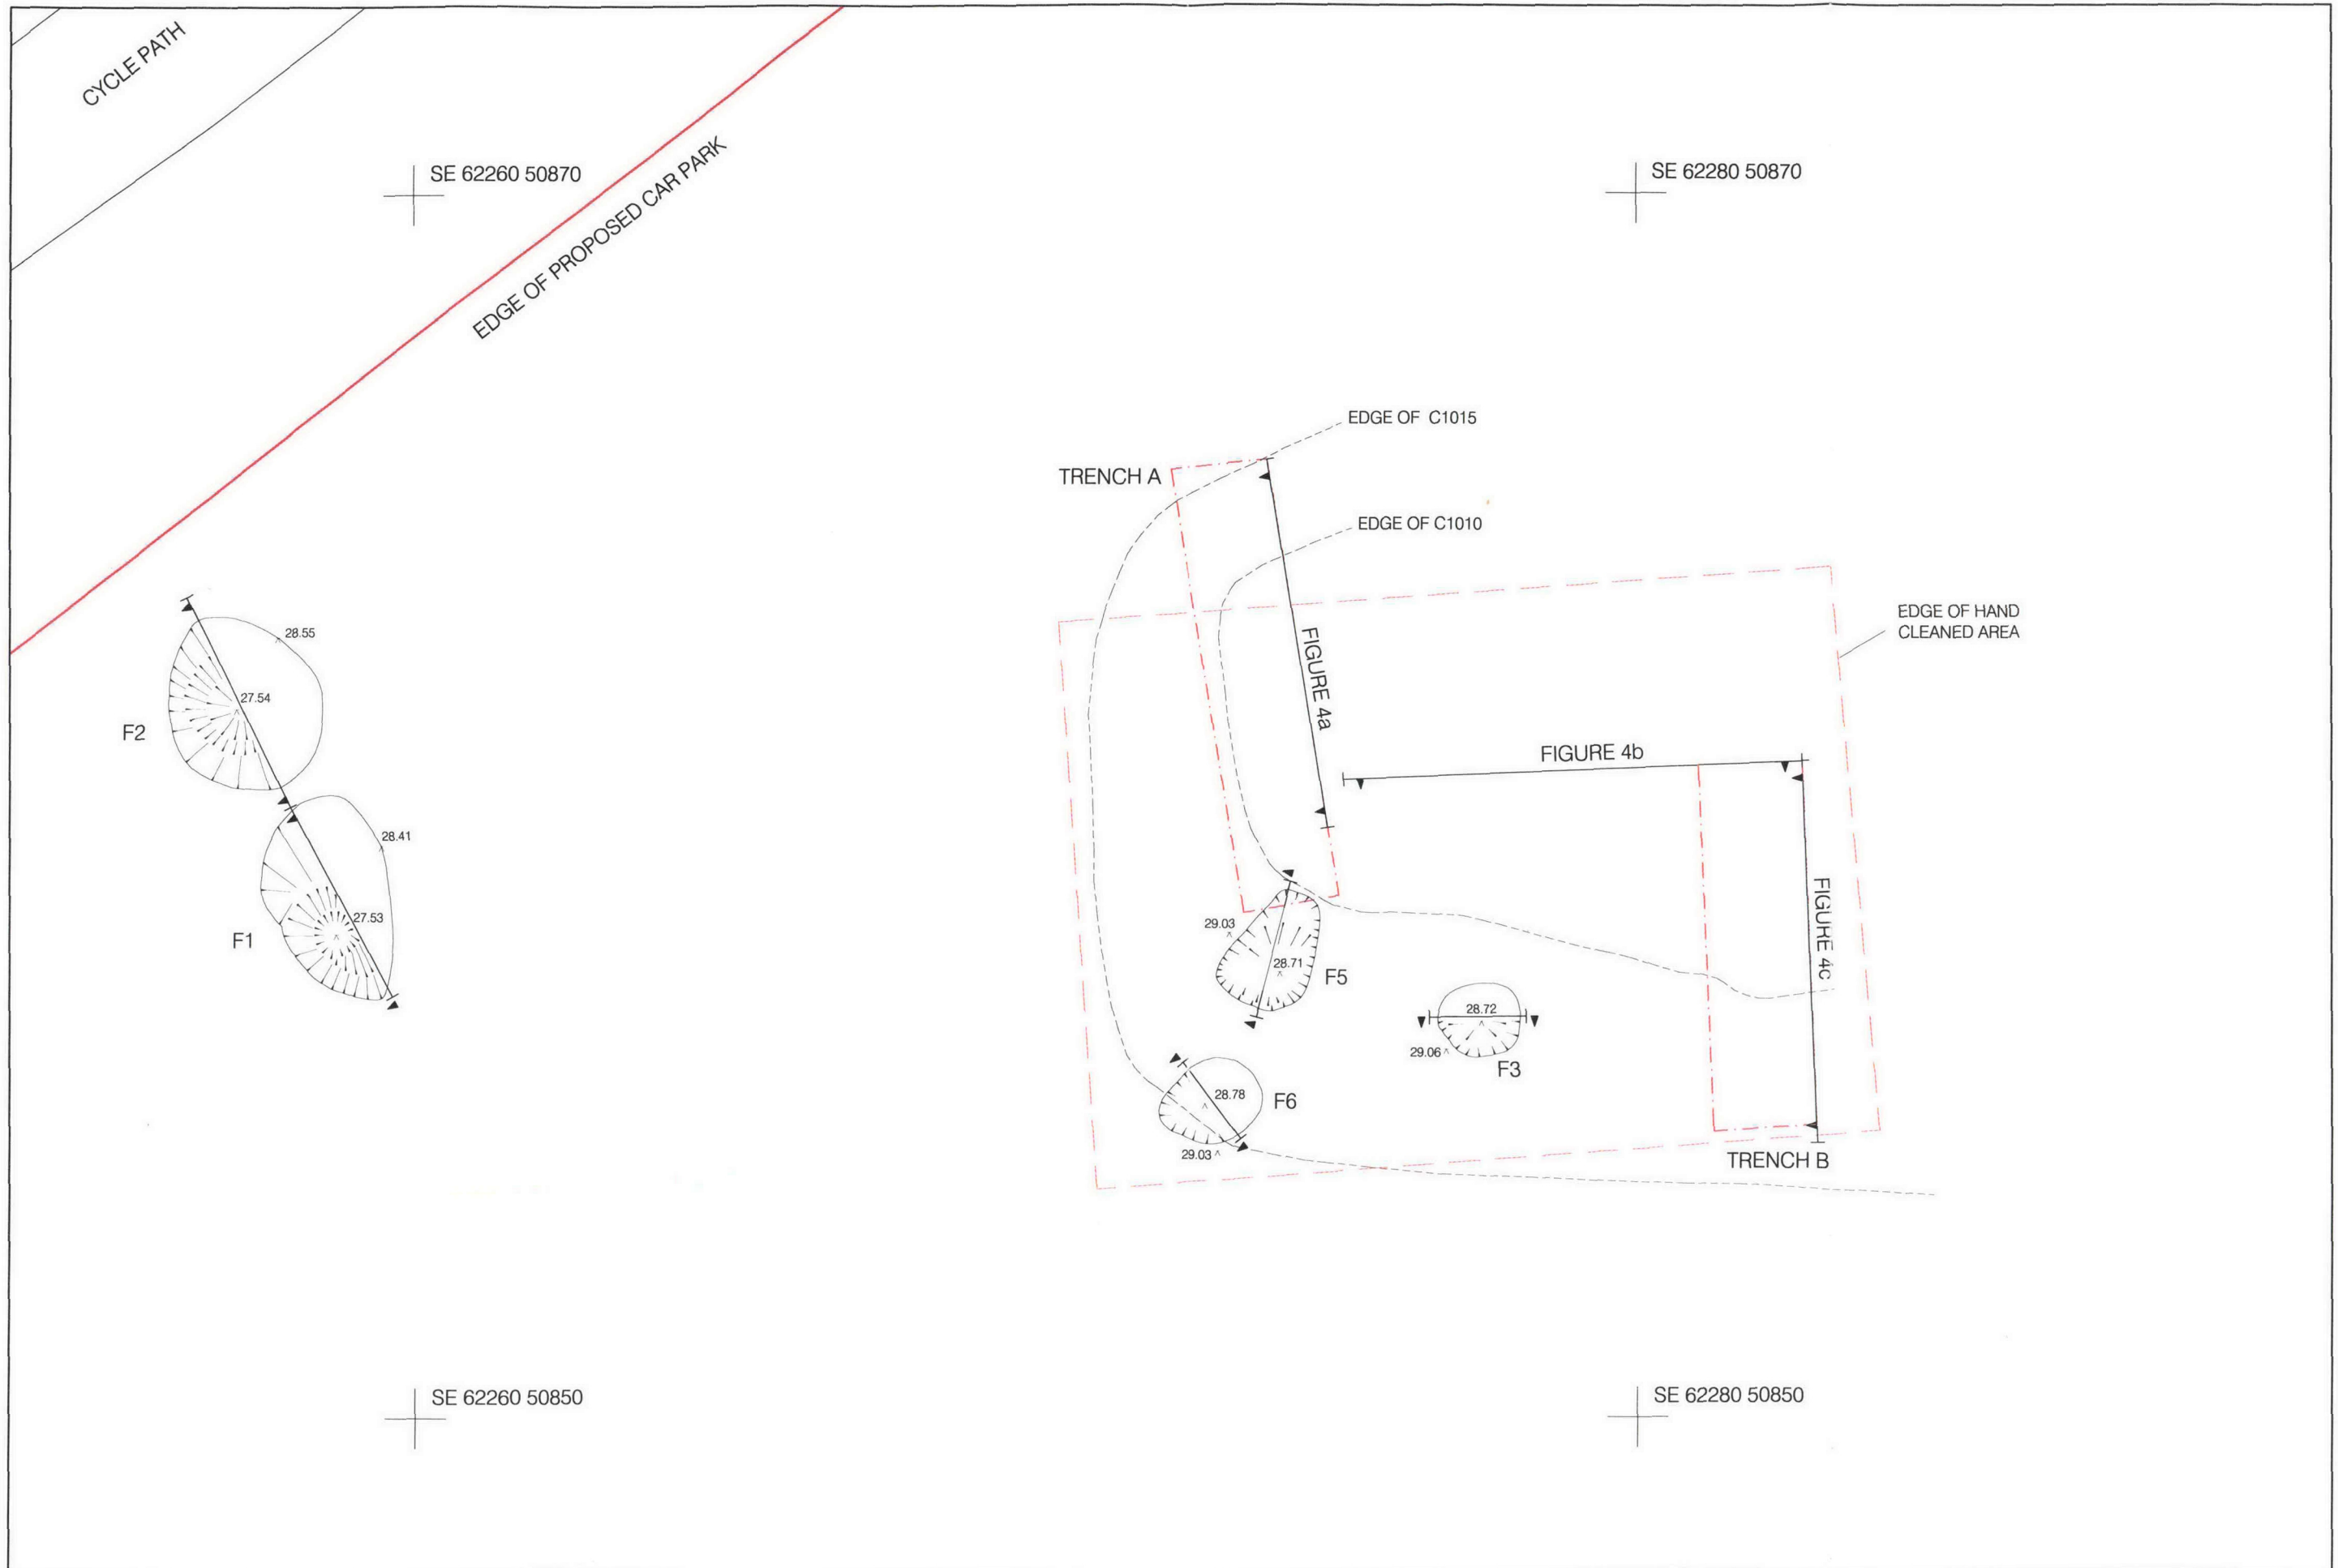 CYCLE PATH
SE 62260 50870
EDGE OF PROPOSED CAR PARK
SE 62280 50870
EDGE OF C1015
TRENCH A
EDGE OF C1010
EDGE OF HAND
CLEANED AREA
FIGURE 4a
FIGURE 4b
FIGURE 4c
28.55
27.54
F2
28.41
27.53
F1
29.03
28.71
F5
28.72
29.06
F3
28.78
F6
29.03
TRENCH B
SE 62260 50850
SE 62280 50850